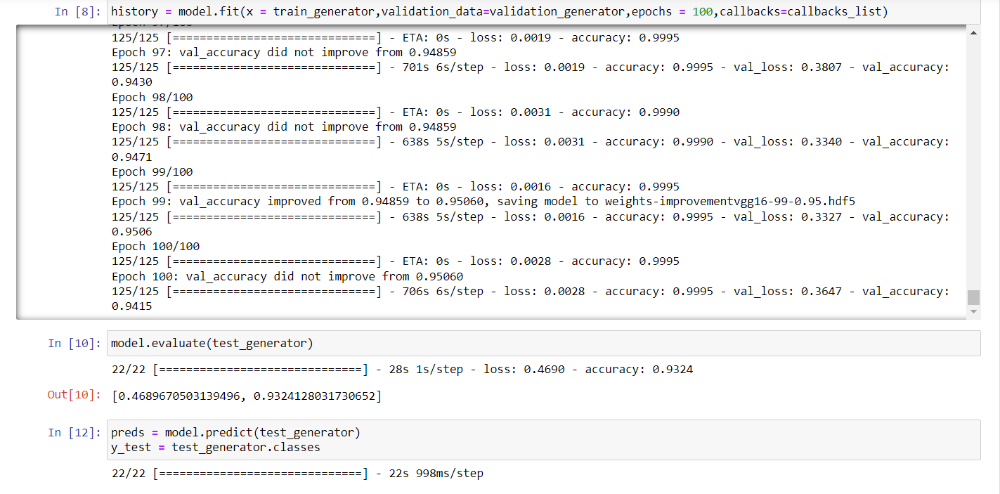 In [8]: history = model.fit(x = train_generator,validation_data=validation_generator,epochs = 100,callbacks=callbacks_list)
Epoch 97/100
125/125 [==============================] - ETA: 0s - loss: 0.0019 - accuracy: 0.9995
Epoch 97: val_accuracy did not improve from 0.94859
125/125 [==============================] - 701s 6s/step - loss: 0.0019 - accuracy: 0.9995 - val_loss: 0.3807 - val_accuracy:
0.9430
Epoch 98/100
125/125 [==============================] - ETA: 0s - loss: 0.0031 - accuracy: 0.9990
Epoch 98: val_accuracy did not improve from 0.94859
125/125 [==============================] - 638s 5s/step - loss: 0.0031 - accuracy: 0.9990 - val_loss: 0.3340 - val_accuracy:
0.9471
Epoch 99/100
125/125 [==============================] - ETA: 0s - loss: 0.0016 - accuracy: 0.9995
Epoch 99: val_accuracy improved from 0.94859 to 0.95060, saving model to weights-improvementvgg16-99-0.95.hdf5
125/125 [==============================] - 638s 5s/step - loss: 0.0016 - accuracy: 0.9995 - val_loss: 0.3327 - val_accuracy:
0.9506
Epoch 100/100
125/125 [==============================] - ETA: 0s - loss: 0.0028 - accuracy: 0.9995
Epoch 100: val_accuracy did not improve from 0.95060
125/125 [==============================] - 706s 6s/step - loss: 0.0028 - accuracy: 0.9995 - val_loss: 0.3647 - val_accuracy:
0.9415
In [10]: model.evaluate(test_generator)
22/22 [==============================] - 28s 1s/step - loss: 0.4690 - accuracy: 0.9324
Out[10]: [0.4689670503139496, 0.9324128031730652]
In [12]: preds = model.predict(test_generator)
y_test = test_generator.classes
22/22 [==============================] - 22s 998ms/step